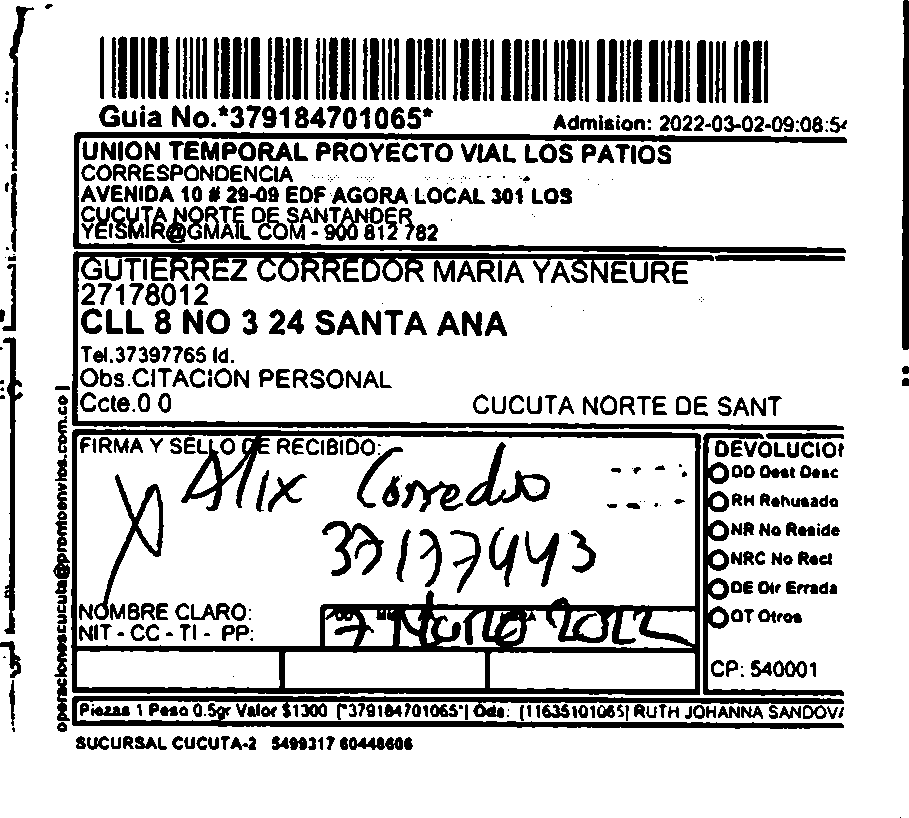 Guia No.*379184701065*
Admision: 2022-03-02-09:08:54
UNION TEMPORAL PROYECTO VIAL LOS PATIOS
CORRESPONDENCIA
AVENIDA 10 # 29-09 EDF AGORA LOCAL 301 LOS
CUCUTA NORTE DE SANTANDER
YEISMIR@GMAIL COM - 900 812 782
GUTIERREZ CORREDOR MARIA YASNEURE
27178012
CLL 8 NO 3 24 SANTA ANA
Tel.37397765 Id.
Obs.CITACION PERSONAL
Ccte.0 0
CUCUTA NORTE DE SANT
operacionescucuta@prontoenvios.com.co |
FIRMA Y SELLO DE RECIBIDO:
Alix Corredor
37177443
NOMBRE CLARO:
NIT - CC - TI - PP:
7 Marzo 2022
DEVOLUCION
DD Dest Desc
RH Rehusado
NR No Reside
NRC No Recl
DE Dir Errada
OT Otros
CP: 540001
Piezas 1 Peso 0.5gr Valor $1300 [*379184701065*] Ods: [11635101065] RUTH JOHANNA SANDOVA
SUCURSAL CUCUTA-2 5499317 60448606